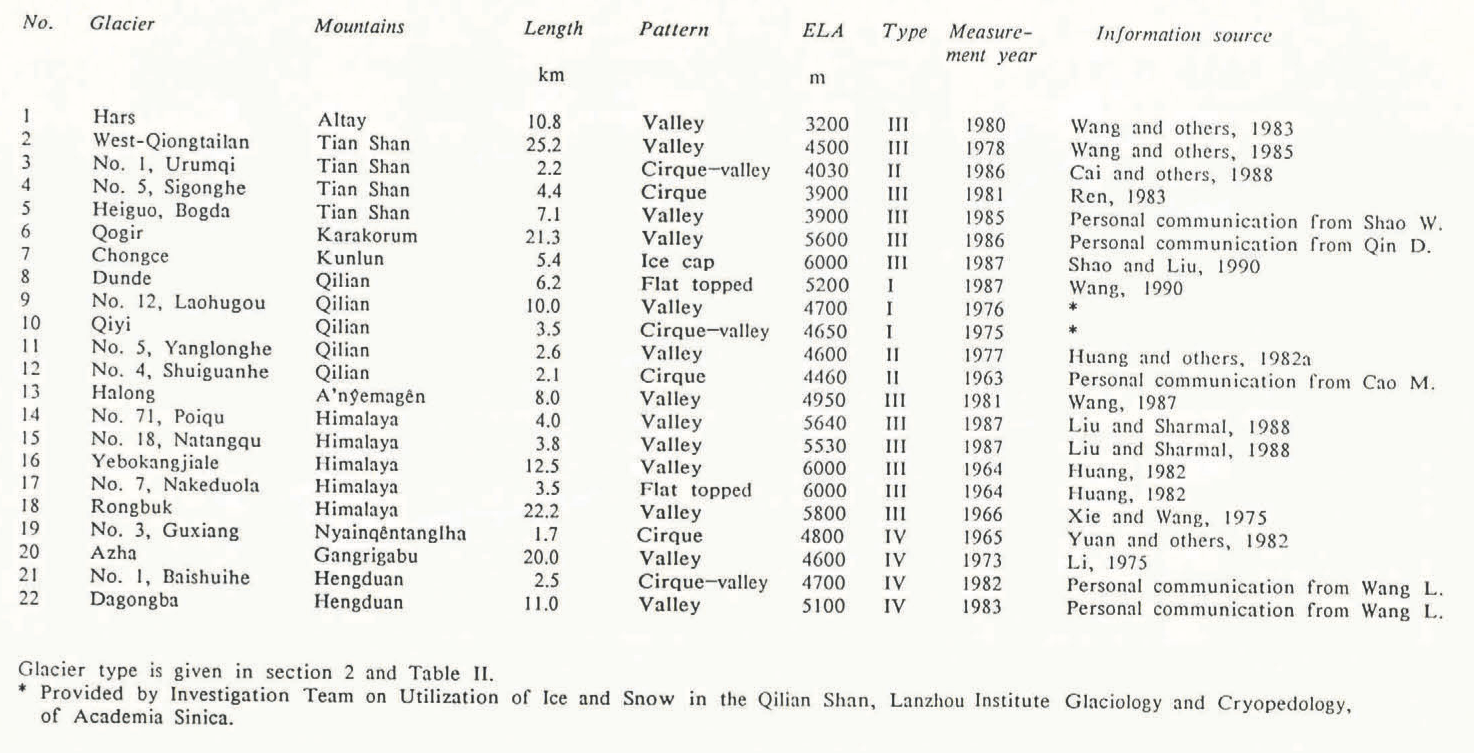 No. Glacier Mountains Length Pattern ELA Type Measure- Information source
ment year
km m
1 Hars Altay 10.8 Valley 3200 III 1980 Wang and others, 1983
2 West-Qiongtailan Tian Shan 25.2 Valley 4500 III 1978 Wang and others, 1985
3 No. 1, Urumqi Tian Shan 2.2 Cirque-valley 4030 II 1986 Cai and others, 1988
4 No. 5, Sigonghe Tian Shan 4.4 Cirque 3900 III 1981 Ren, 1983
5 Heiguo, Bogda Tian Shan 7.1 Valley 3900 III 1985 Personal communication from Shao W.
6 Qogir Karakorum 21.3 Valley 5600 III 1986 Personal communication from Qin D.
7 Chongce Kunlun 5.4 Ice cap 6000 III 1987 Shao and Liu, 1990
8 Dunde Qilian 6.2 Flat topped 5200 I 1987 Wang, 1990
9 No. 12, Laohugou Qilian 10.0 Valley 4700 I 1976 *
10 Qiyi Qilian 3.5 Cirque-valley 4650 I 1975 *
11 No. 5, Yanglonghe Qilian 2.6 Valley 4600 II 1977 Huang and others, 1982a
12 No. 4, Shuiguanhe Qilian 2.1 Cirque 4460 II 1963 Personal communication from Cao M.
13 Halong A'nŷemagên 8.0 Valley 4950 III 1981 Wang, 1987
14 No. 71, Poiqu Himalaya 4.0 Valley 5640 III 1987 Liu and Sharmal, 1988
15 No. 18, Natangqu Himalaya 3.8 Valley 5530 III 1987 Liu and Sharmal, 1988
16 Yebokangjiale Himalaya 12.5 Valley 6000 III 1964 Huang, 1982
17 No. 7, Nakeduola Himalaya 3.5 Flat topped 6000 III 1964 Huang, 1982
18 Rongbuk Himalaya 22.2 Valley 5800 III 1966 Xie and Wang, 1975
19 No. 3, Guxiang Nyainqêntanglha 1.7 Cirque 4800 IV 1965 Yuan and others, 1982
20 Azha Gangrigabu 20.0 Valley 4600 IV 1973 Li, 1975
21 No. 1, Baishuihe Hengduan 2.5 Cirque-valley 4700 IV 1982 Personal communication from Wang L.
22 Dagongba Hengduan 11.0 Valley 5100 IV 1983 Personal communication from Wang L.
Glacier type is given in section 2 and Table II.
* Provided by Investigation Team on Utilization of Ice and Snow in the Qilian Shan, Lanzhou Institute Glaciology and Cryopedology,
of Academia Sinica.